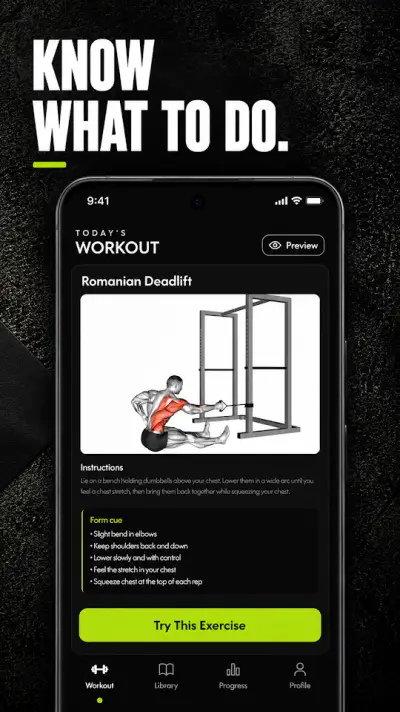 KNOW
WHAT TO DO.
9:41
TODAY'S
WORKOUT
Preview
Romanian Deadlift
Instructions
Lie on a bench holding dumbbells above your chest. Lower them in a wide arc until you
feel a chest stretch, then bring them back together while squeezing your chest.
Form cue
• Slight bend in elbows
• Keep shoulders back and down
• Lower slowly and with control
• Feel the stretch in your chest
• Squeeze chest at the top of each rep
Try This Exercise
Workout
Library
Progress
Profile